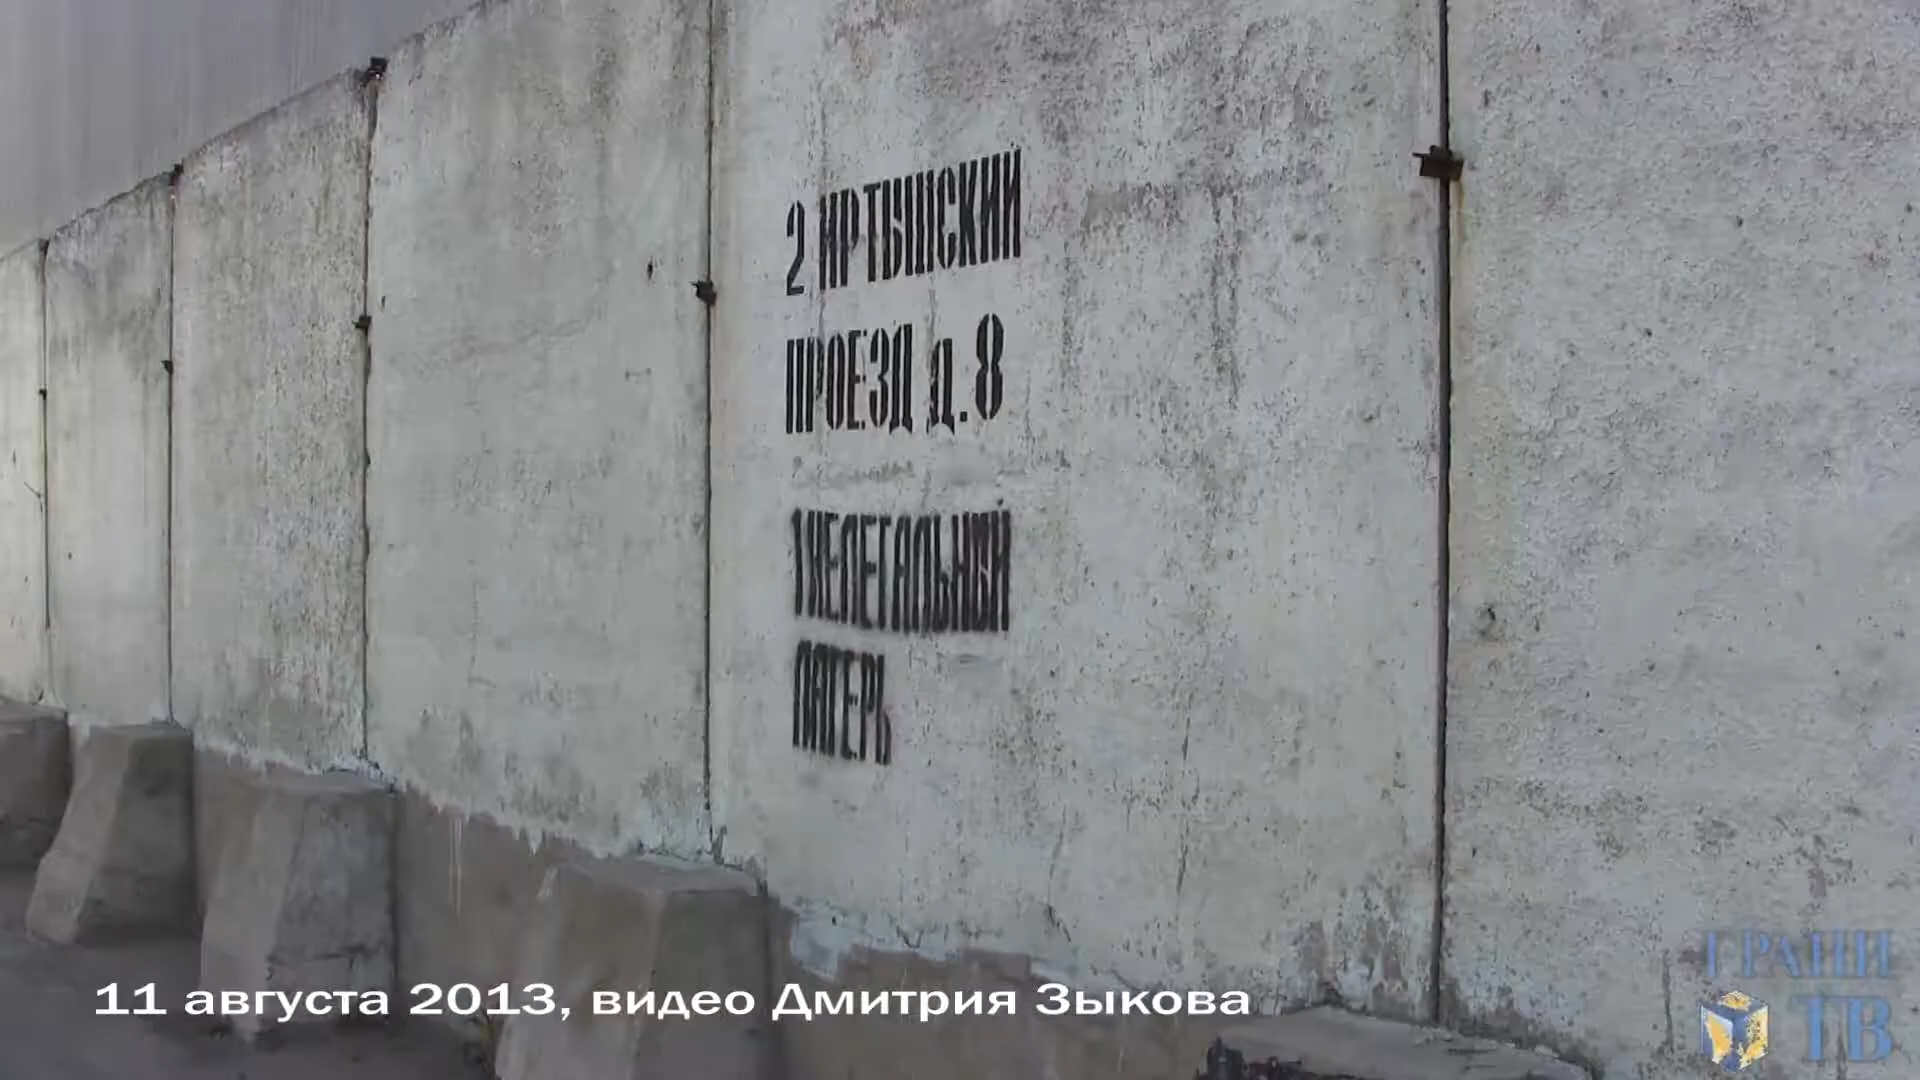 2 ИРТЫШСКИЙ
ПРОЕЗД д. 8
1 НЕЛЕГАЛЬНЫЙ
ЛАГЕРЬ
11 августа 2013, видео Дмитрия Зыкова
ГРАНИ
ТВ